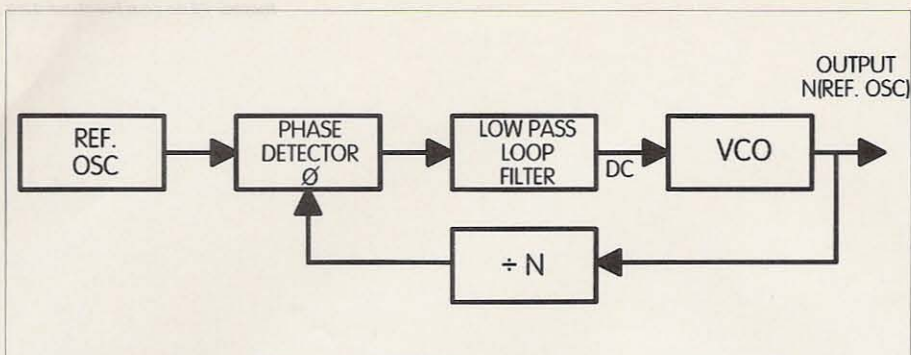 OUTPUT
N(REF. OSC)
REF.
OSC
PHASE
DETECTOR
Ø
LOW PASS
LOOP
FILTER
DC
VCO
÷ N